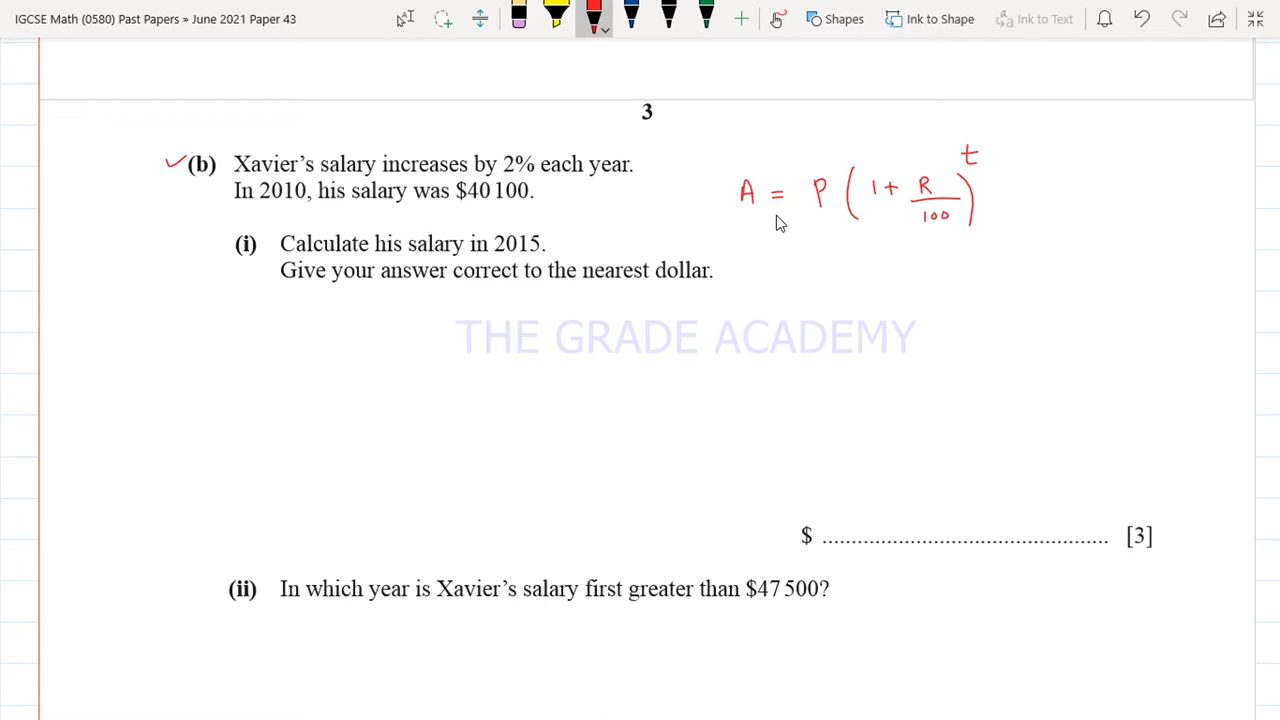 IGCSE Math (0580) Past Papers » June 2021 Paper 43
Shapes
Ink to Shape
Ink to Text
3
(b) Xavier's salary increases by 2% each year.
In 2010, his salary was $40 100.
A = P ( 1 + R/100 )^t
(i) Calculate his salary in 2015.
Give your answer correct to the nearest dollar.
THE GRADE ACADEMY
$ ................................................ [3]
(ii) In which year is Xavier's salary first greater than $47 500?